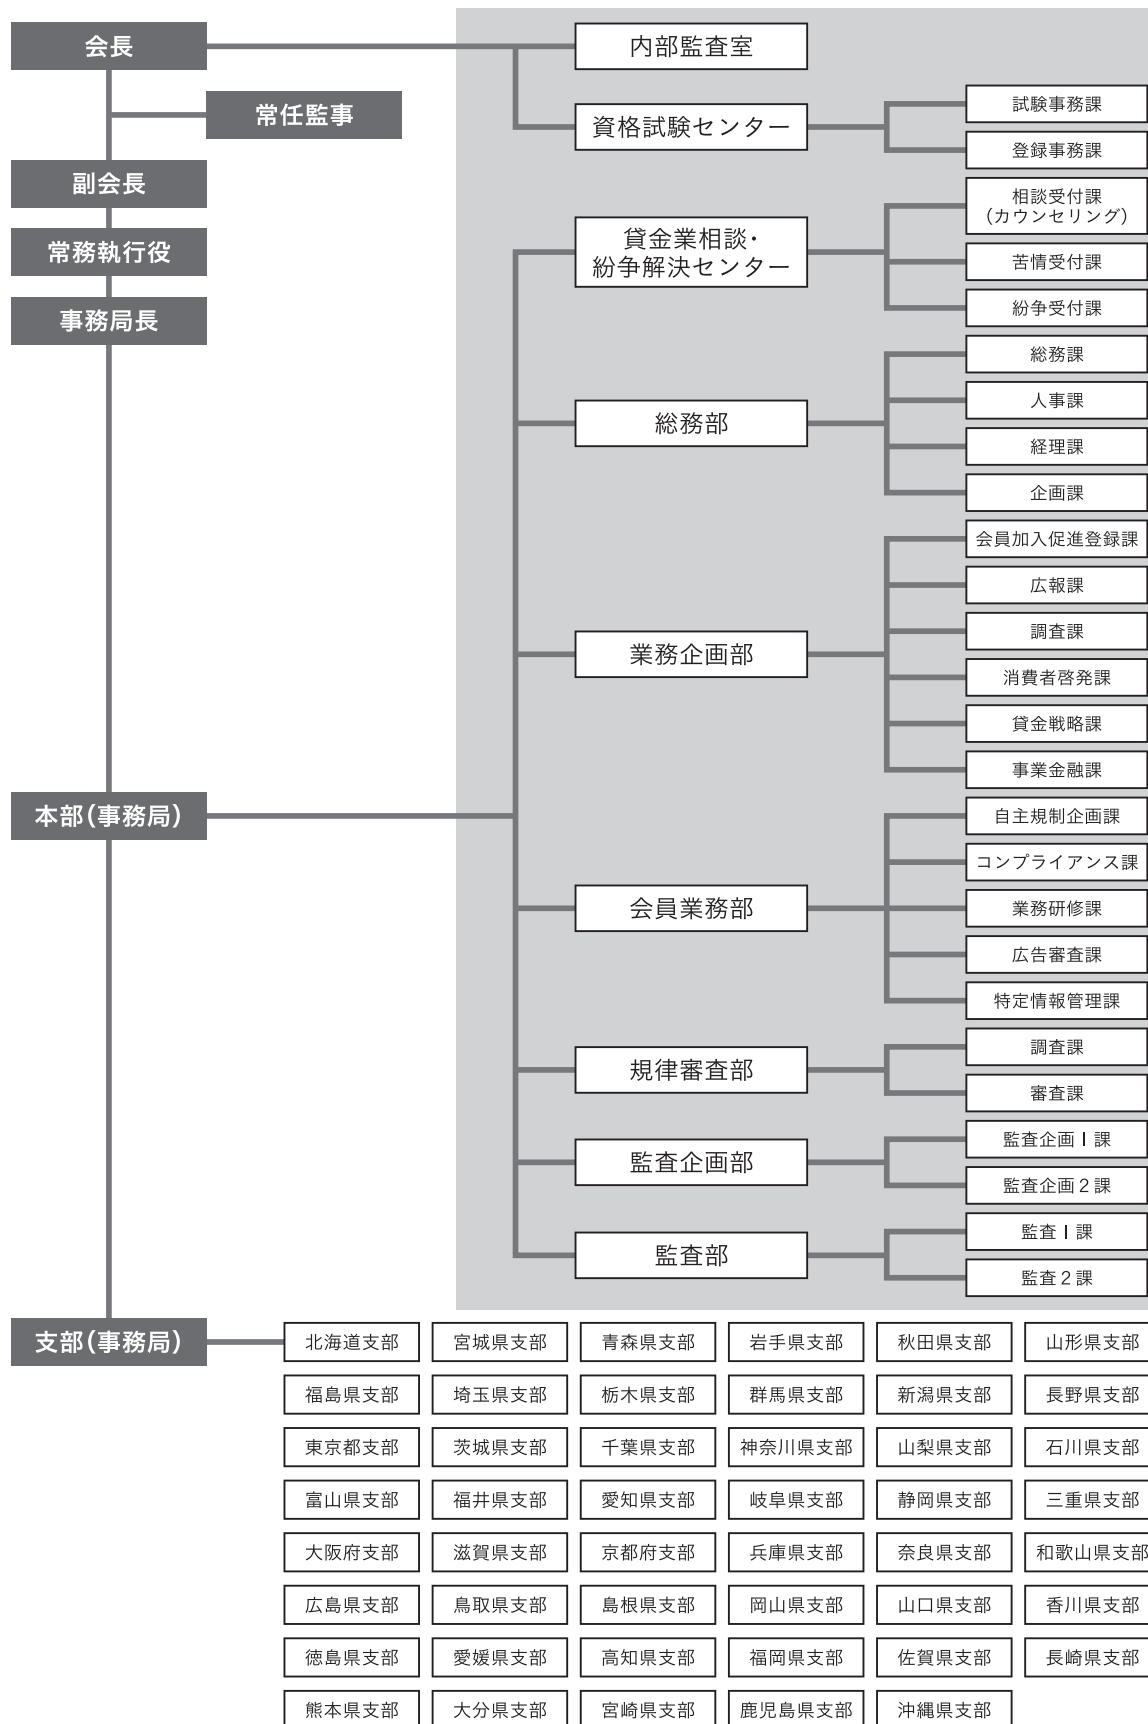 会長
常任監事
副会長
常務執行役
事務局長
本部(事務局)
支部(事務局)
内部監査室
資格試験センター
試験事務課
登録事務課
貸金業相談・
紛争解決センター
相談受付課
(カウンセリング)
苦情受付課
紛争受付課
総務部
総務課
人事課
経理課
企画課
業務企画部
会員加入促進登録課
広報課
調査課
消費者啓発課
貸金戦略課
事業金融課
会員業務部
自主規制企画課
コンプライアンス課
業務研修課
広告審査課
特定情報管理課
規律審査部
調査課
審査課
監査企画部
監査企画1課
監査企画2課
監査部
監査1課
監査2課
北海道支部 宮城県支部 青森県支部 岩手県支部 秋田県支部 山形県支部
福島県支部 埼玉県支部 栃木県支部 群馬県支部 新潟県支部 長野県支部
東京都支部 茨城県支部 千葉県支部 神奈川県支部 山梨県支部 石川県支部
富山県支部 福井県支部 愛知県支部 岐阜県支部 静岡県支部 三重県支部
大阪府支部 滋賀県支部 京都府支部 兵庫県支部 奈良県支部 和歌山県支部
広島県支部 鳥取県支部 島根県支部 岡山県支部 山口県支部 香川県支部
徳島県支部 愛媛県支部 高知県支部 福岡県支部 佐賀県支部 長崎県支部
熊本県支部 大分県支部 宮崎県支部 鹿児島県支部 沖縄県支部